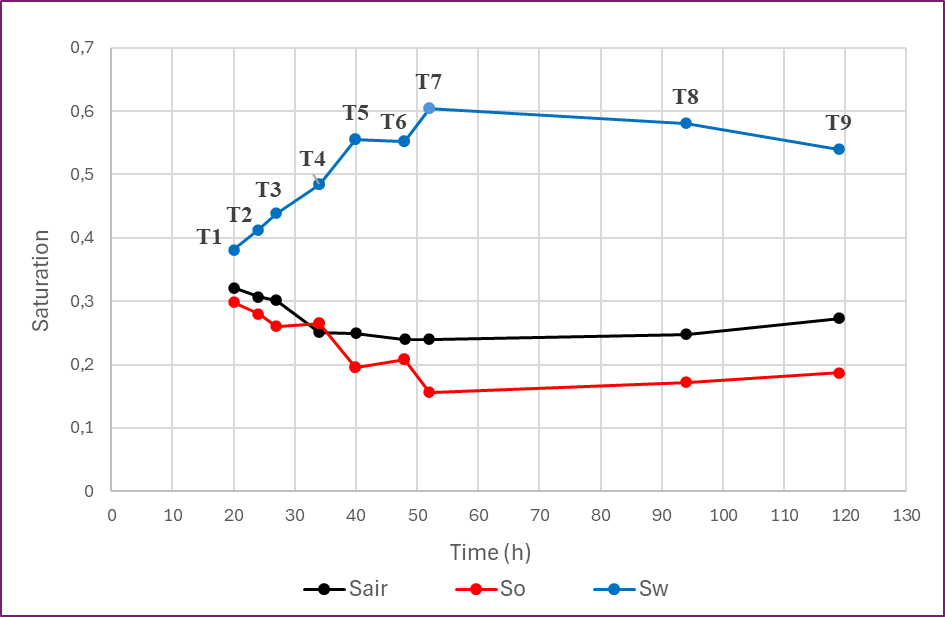 0,7
0,6
0,5
0,4
0,3
0,2
0,1
0
Saturation
T1
T2
T3
T4
T5
T6
T7
T8
T9
0 10 20 30 40 50 60 70 80 90 100 110 120 130
Time (h)
Sair So Sw